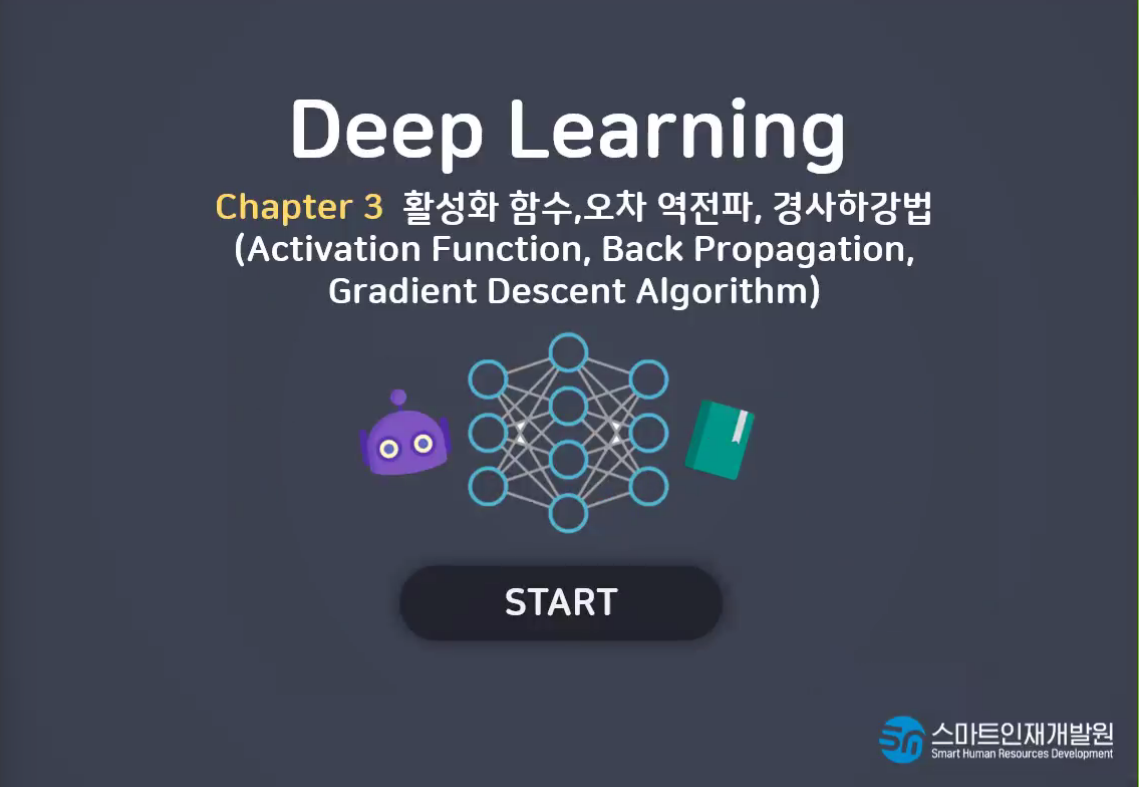 Deep Learning
Chapter 3 활성화 함수,오차 역전파, 경사하강법
(Activation Function, Back Propagation,
Gradient Descent Algorithm)
START
스마트인재개발원
Smart Human Resources Development